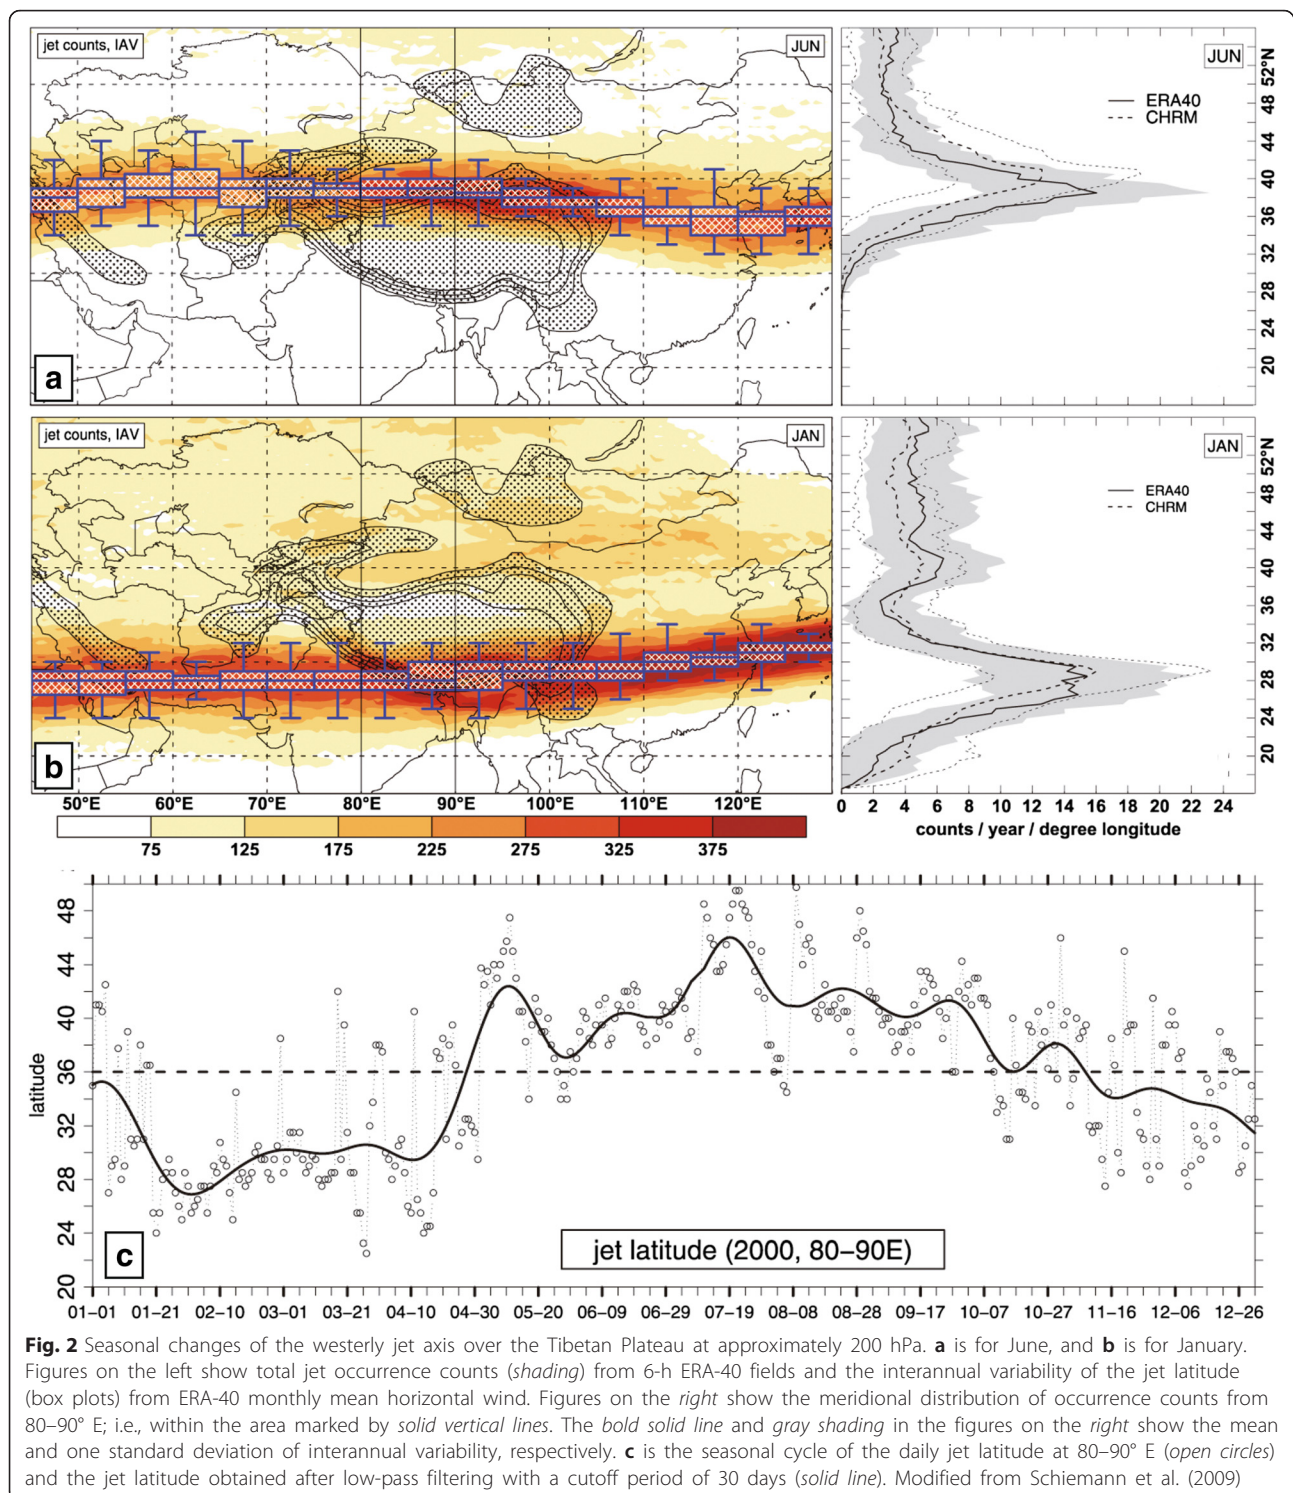 jet counts, IAV
JUN
JUN
52°N
48
44
40
36
32
28
24
20
ERA40
CHRM
a
jet counts, IAV
JAN
JAN
52°N
48
44
40
36
32
28
24
20
ERA40
CHRM
b
50°E 60°E 70°E 80°E 90°E 100°E 110°E 120°E
0 2 4 6 8 10 12 14 16 18 20 22 24
counts / year / degree longitude
75 125 175 225 275 325 375
latitude
48
44
40
36
32
28
24
20
c
jet latitude (2000, 80–90E)
01–01 01–21 02–10 03–01 03–21 04–10 04–30 05–20 06–09 06–29 07–19 08–08 08–28 09–17 10–07 10–27 11–16 12–06 12–26
Fig. 2 Seasonal changes of the westerly jet axis over the Tibetan Plateau at approximately 200 hPa. a is for June, and b is for January.
Figures on the left show total jet occurrence counts (shading) from 6-h ERA-40 fields and the interannual variability of the jet latitude
(box plots) from ERA-40 monthly mean horizontal wind. Figures on the right show the meridional distribution of occurrence counts from
80–90° E; i.e., within the area marked by solid vertical lines. The bold solid line and gray shading in the figures on the right show the mean
and one standard deviation of interannual variability, respectively. c is the seasonal cycle of the daily jet latitude at 80–90° E (open circles)
and the jet latitude obtained after low-pass filtering with a cutoff period of 30 days (solid line). Modified from Schiemann et al. (2009)